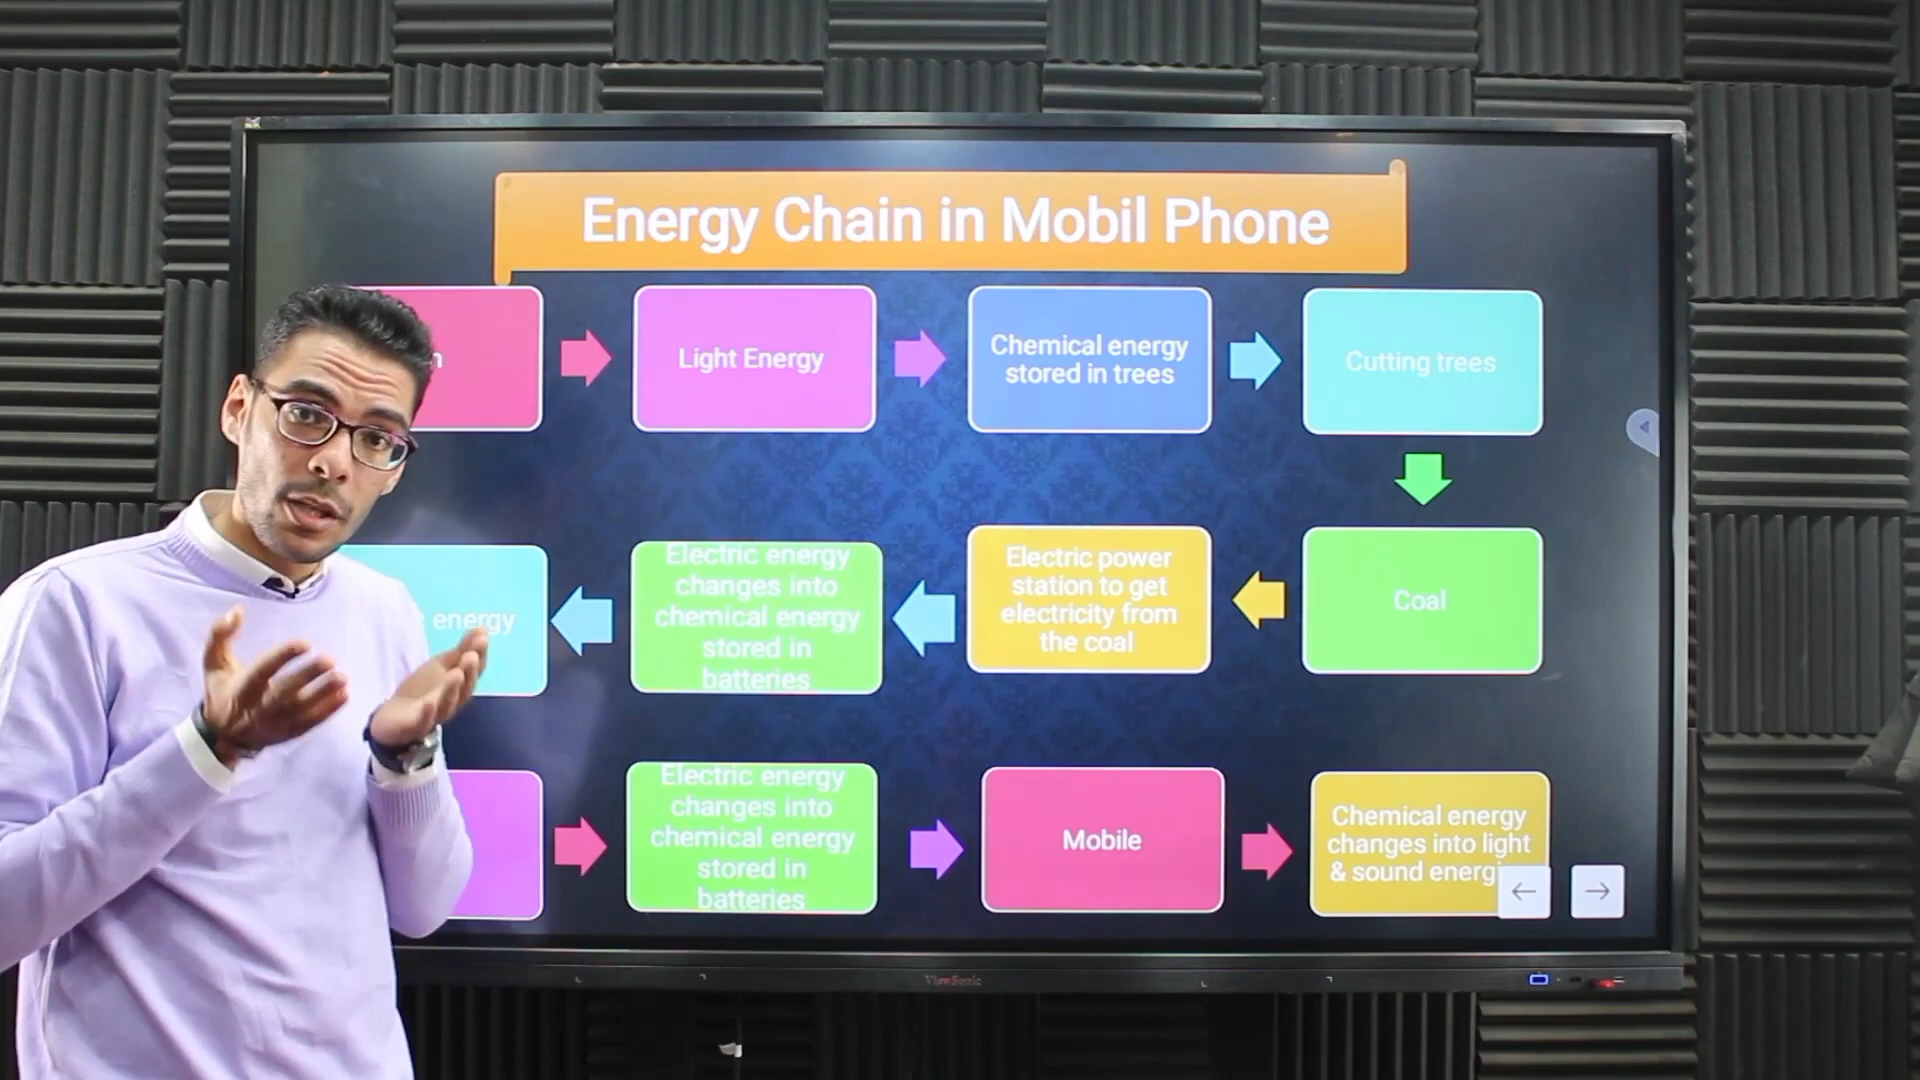 Energy Chain in Mobil Phone
Light Energy
Chemical energy
stored in trees
Cutting trees
energy
Electric energy
changes into
chemical energy
stored in
batteries
Electric power
station to get
electricity from
the coal
Coal
Electric energy
changes into
chemical energy
stored in
batteries
Mobile
Chemical energy
changes into light
& sound
ViewSonic